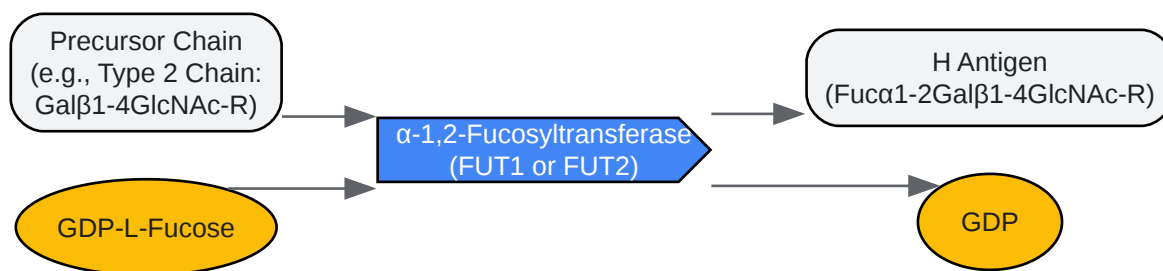 Precursor Chain
(e.g., Type 2 Chain:
Galβ1-4GlcNAc-R)
GDP-L-Fucose
α-1,2-Fucosyltransferase
(FUT1 or FUT2)
H Antigen
(Fucα1-2Galβ1-4GlcNAc-R)
GDP